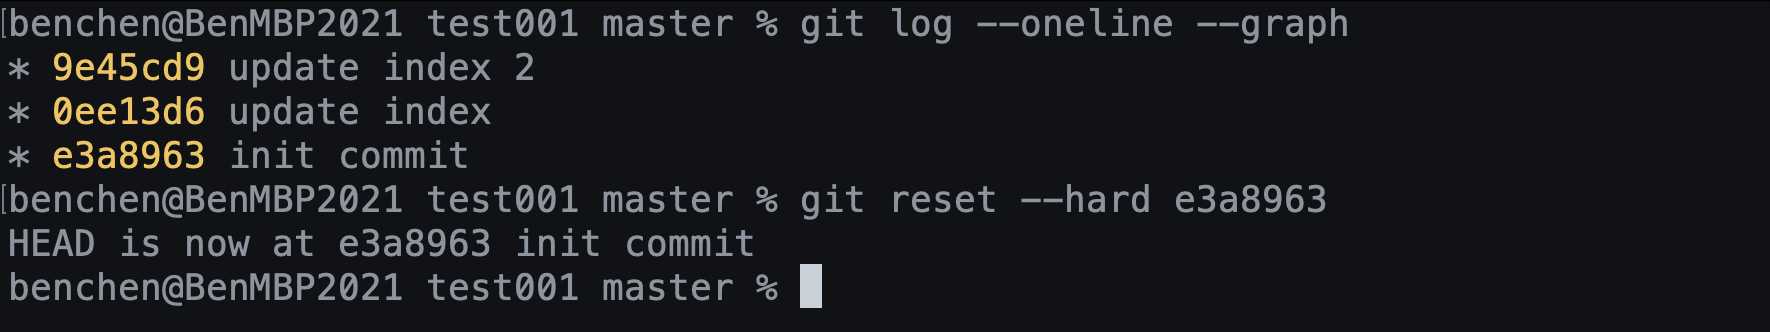 [benchen@BenMBP2021 test001 master % git log --oneline --graph
* 9e45cd9 update index 2
* 0ee13d6 update index
* e3a8963 init commit
[benchen@BenMBP2021 test001 master % git reset --hard e3a8963
HEAD is now at e3a8963 init commit
benchen@BenMBP2021 test001 master %